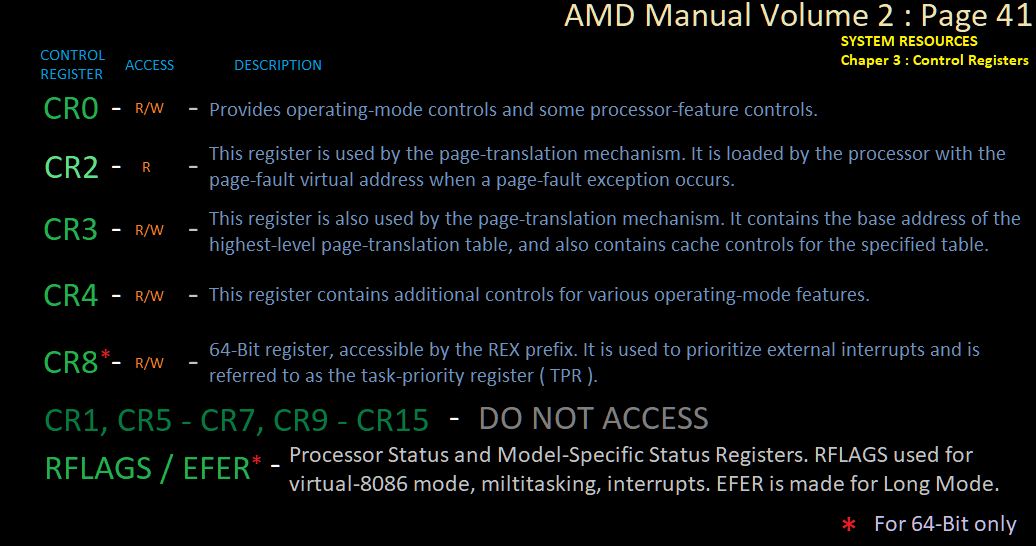 AMD Manual Volume 2 : Page 41
SYSTEM RESOURCES
Chaper 3 : Control Registers
CONTROL
REGISTER
ACCESS
DESCRIPTION
CR0 - R/W - Provides operating-mode controls and some processor-feature controls.
CR2 - R - This register is used by the page-translation mechanism. It is loaded by the processor with the
page-fault virtual address when a page-fault exception occurs.
CR3 - R/W - This register is also used by the page-translation mechanism. It contains the base address of the
highest-level page-translation table, and also contains cache controls for the specified table.
CR4 - R/W - This register contains additional controls for various operating-mode features.
CR8*- R/W - 64-Bit register, accessible by the REX prefix. It is used to prioritize external interrupts and is
referred to as the task-priority register ( TPR ).
CR1, CR5 - CR7, CR9 - CR15 - DO NOT ACCESS
RFLAGS / EFER* - Processor Status and Model-Specific Status Registers. RFLAGS used for
virtual-8086 mode, miltitasking, interrupts. EFER is made for Long Mode.
* For 64-Bit only